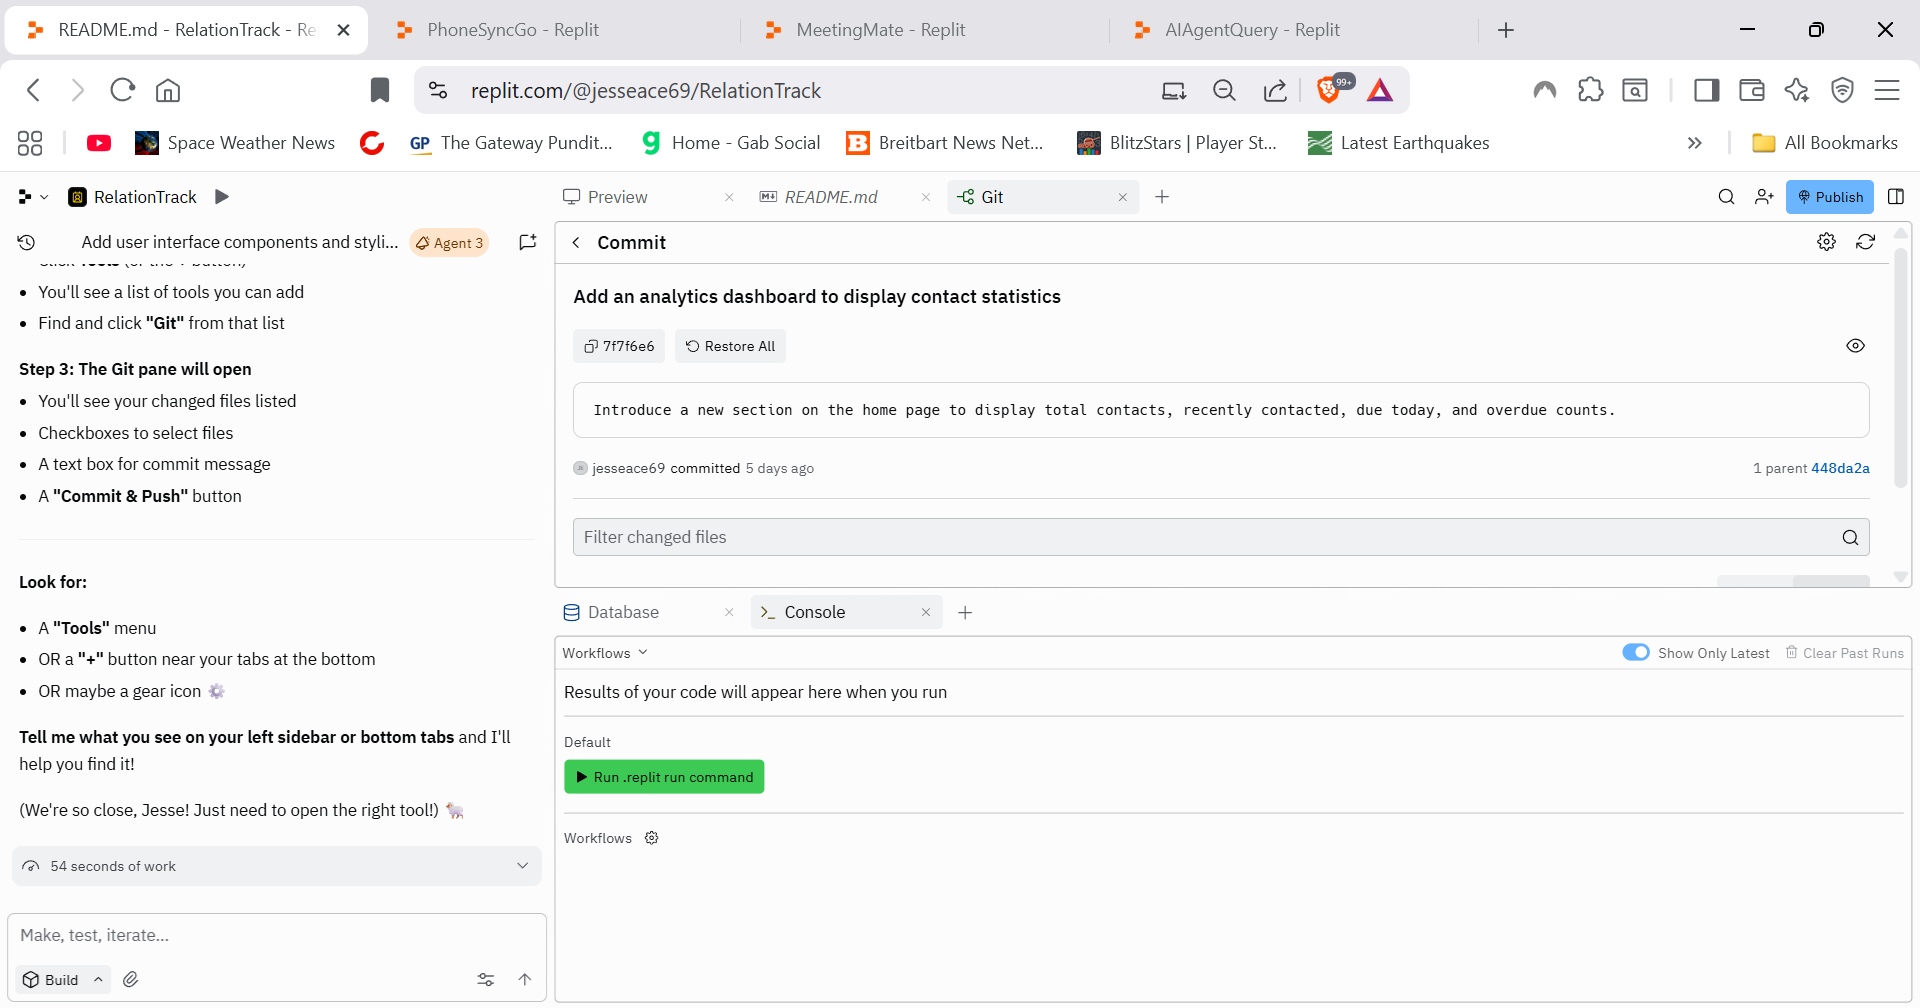 README.md - RelationTrack - Re
PhoneSyncGo - Replit
MeetingMate - Replit
AIAgentQuery - Replit
replit.com/@jesseace69/RelationTrack
99+
Space Weather News
GP
The Gateway Pundit...
Home - Gab Social
Breitbart News Net...
BlitzStars | Player St...
Latest Earthquakes
All Bookmarks
RelationTrack
Preview
README.md
Git
Publish
Add user interface components and styli...
Agent 3
Commit
You'll see a list of tools you can add
Find and click "Git" from that list
Step 3: The Git pane will open
You'll see your changed files listed
Checkboxes to select files
A text box for commit message
A "Commit & Push" button
Look for:
A "Tools" menu
OR a "+" button near your tabs at the bottom
OR maybe a gear icon
Tell me what you see on your left sidebar or bottom tabs and I'll
help you find it!
(We're so close, Jesse! Just need to open the right tool!)
54 seconds of work
Make, test, iterate...
Build
Add an analytics dashboard to display contact statistics
7f7f6e6
Restore All
Introduce a new section on the home page to display total contacts, recently contacted, due today, and overdue counts.
jesseace69 committed 5 days ago
1 parent 448da2a
Filter changed files
Database
Console
Workflows
Show Only Latest
Clear Past Runs
Results of your code will appear here when you run
Default
Run .replit run command
Workflows